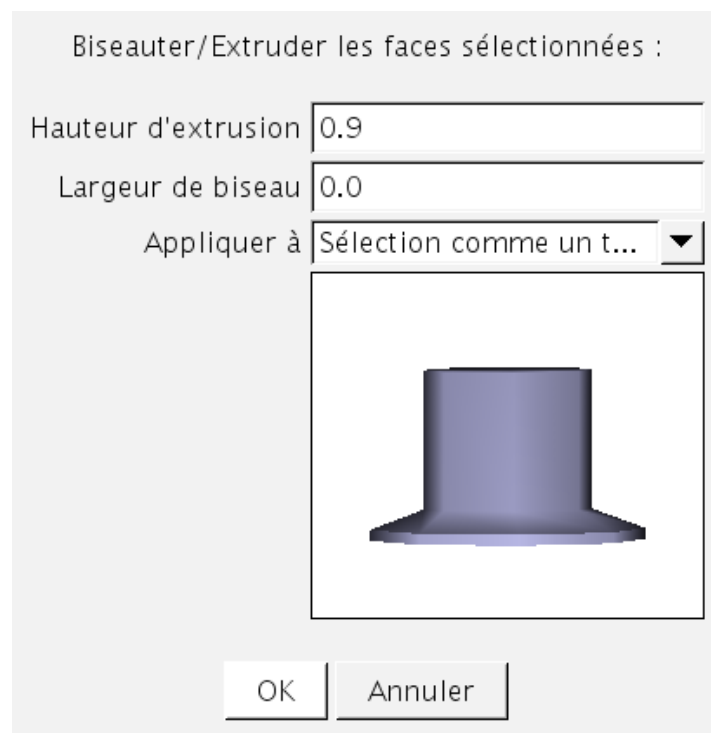 Biseauter/Extruder les faces sélectionnées :
Hauteur d'extrusion 0.9
Largeur de biseau 0.0
Appliquer à Sélection comme un t...
OK Annuler